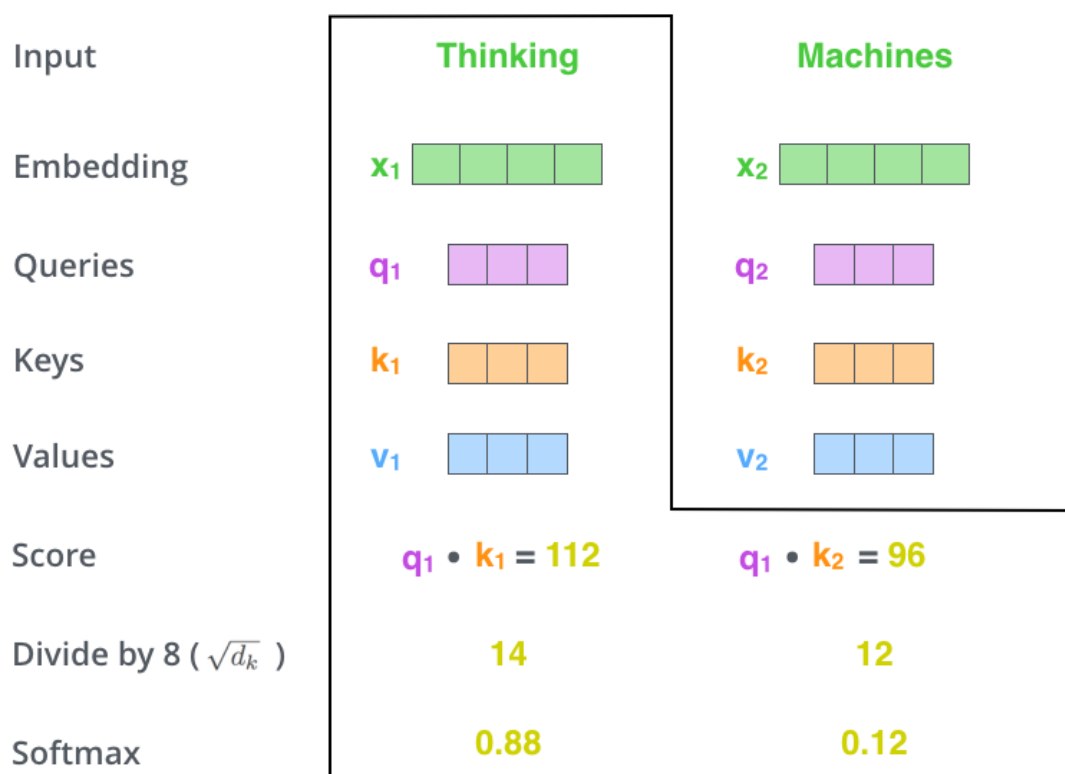 Input Thinking Machines
Embedding x₁ x₂
Queries q₁ q₂
Keys k₁ k₂
Values v₁ v₂
Score q₁ • k₁ = 112 q₁ • k₂ = 96
Divide by 8 ( √dₖ ) 14 12
Softmax 0.88 0.12